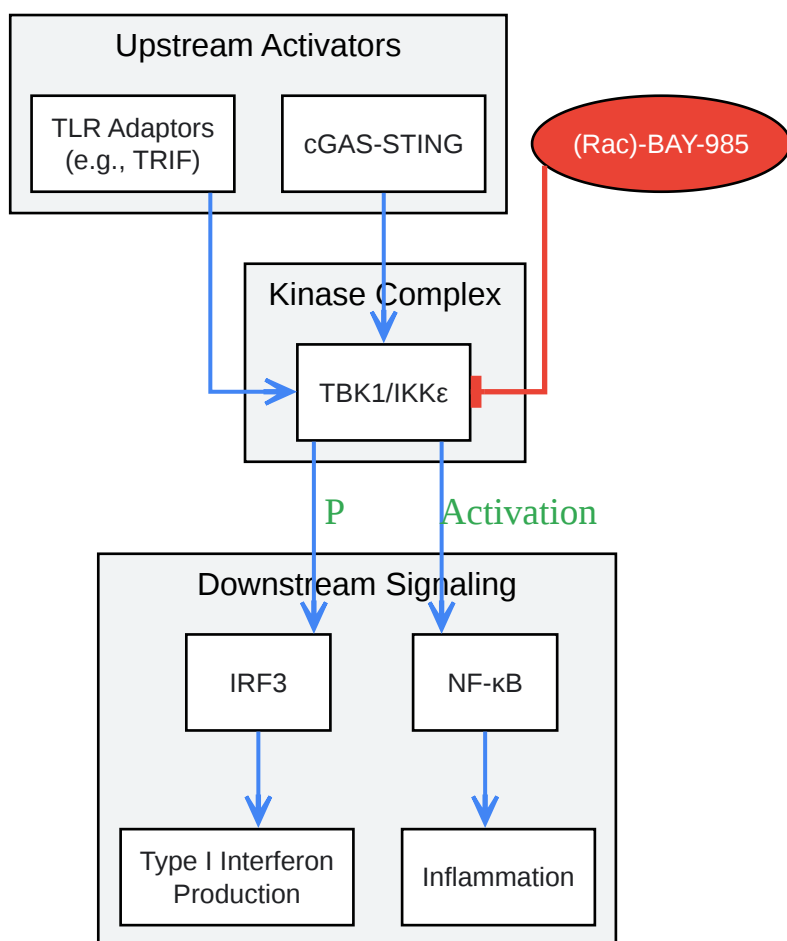 Upstream Activators
TLR Adaptors
(e.g., TRIF)
cGAS-STING
(Rac)-BAY-985
Kinase Complex
TBK1/IKKε
P
Activation
Downstream Signaling
IRF3
NF-κB
Type I Interferon
Production
Inflammation